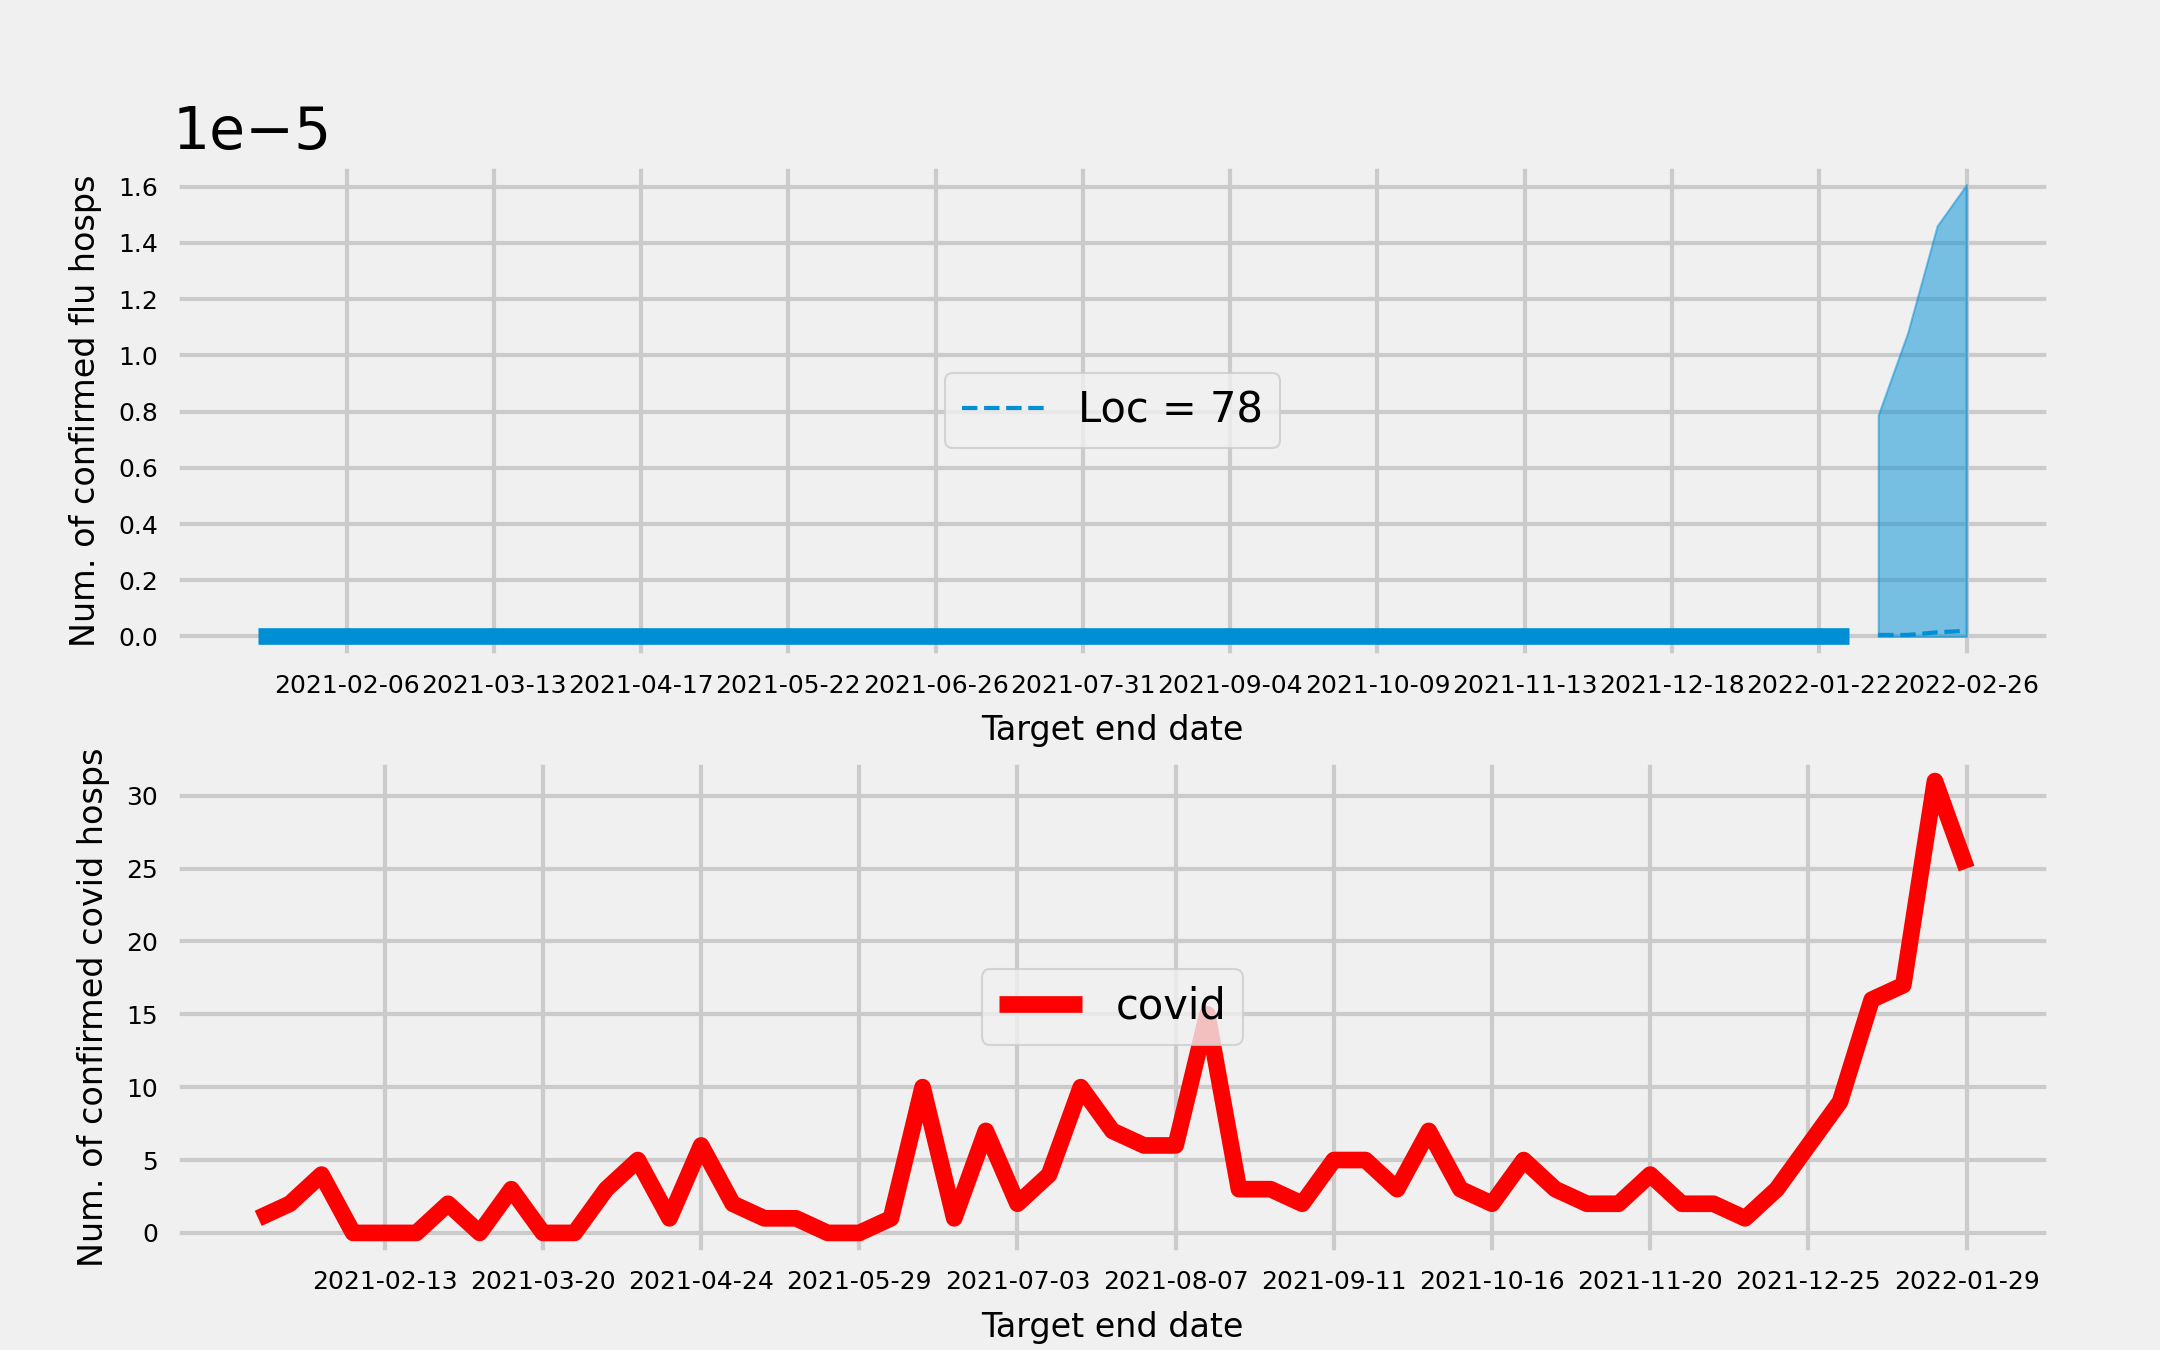 1e−5
Num. of confirmed flu hosps
1.6
1.4
1.2
1.0
0.8
0.6
0.4
0.2
0.0
Loc = 78
2021-02-06 2021-03-13 2021-04-17 2021-05-22 2021-06-26 2021-07-31 2021-09-04 2021-10-09 2021-11-13 2021-12-18 2022-01-22 2022-02-26
Target end date
Num. of confirmed covid hosps
30
25
20
15
10
5
0
covid
2021-02-13 2021-03-20 2021-04-24 2021-05-29 2021-07-03 2021-08-07 2021-09-11 2021-10-16 2021-11-20 2021-12-25 2022-01-29
Target end date